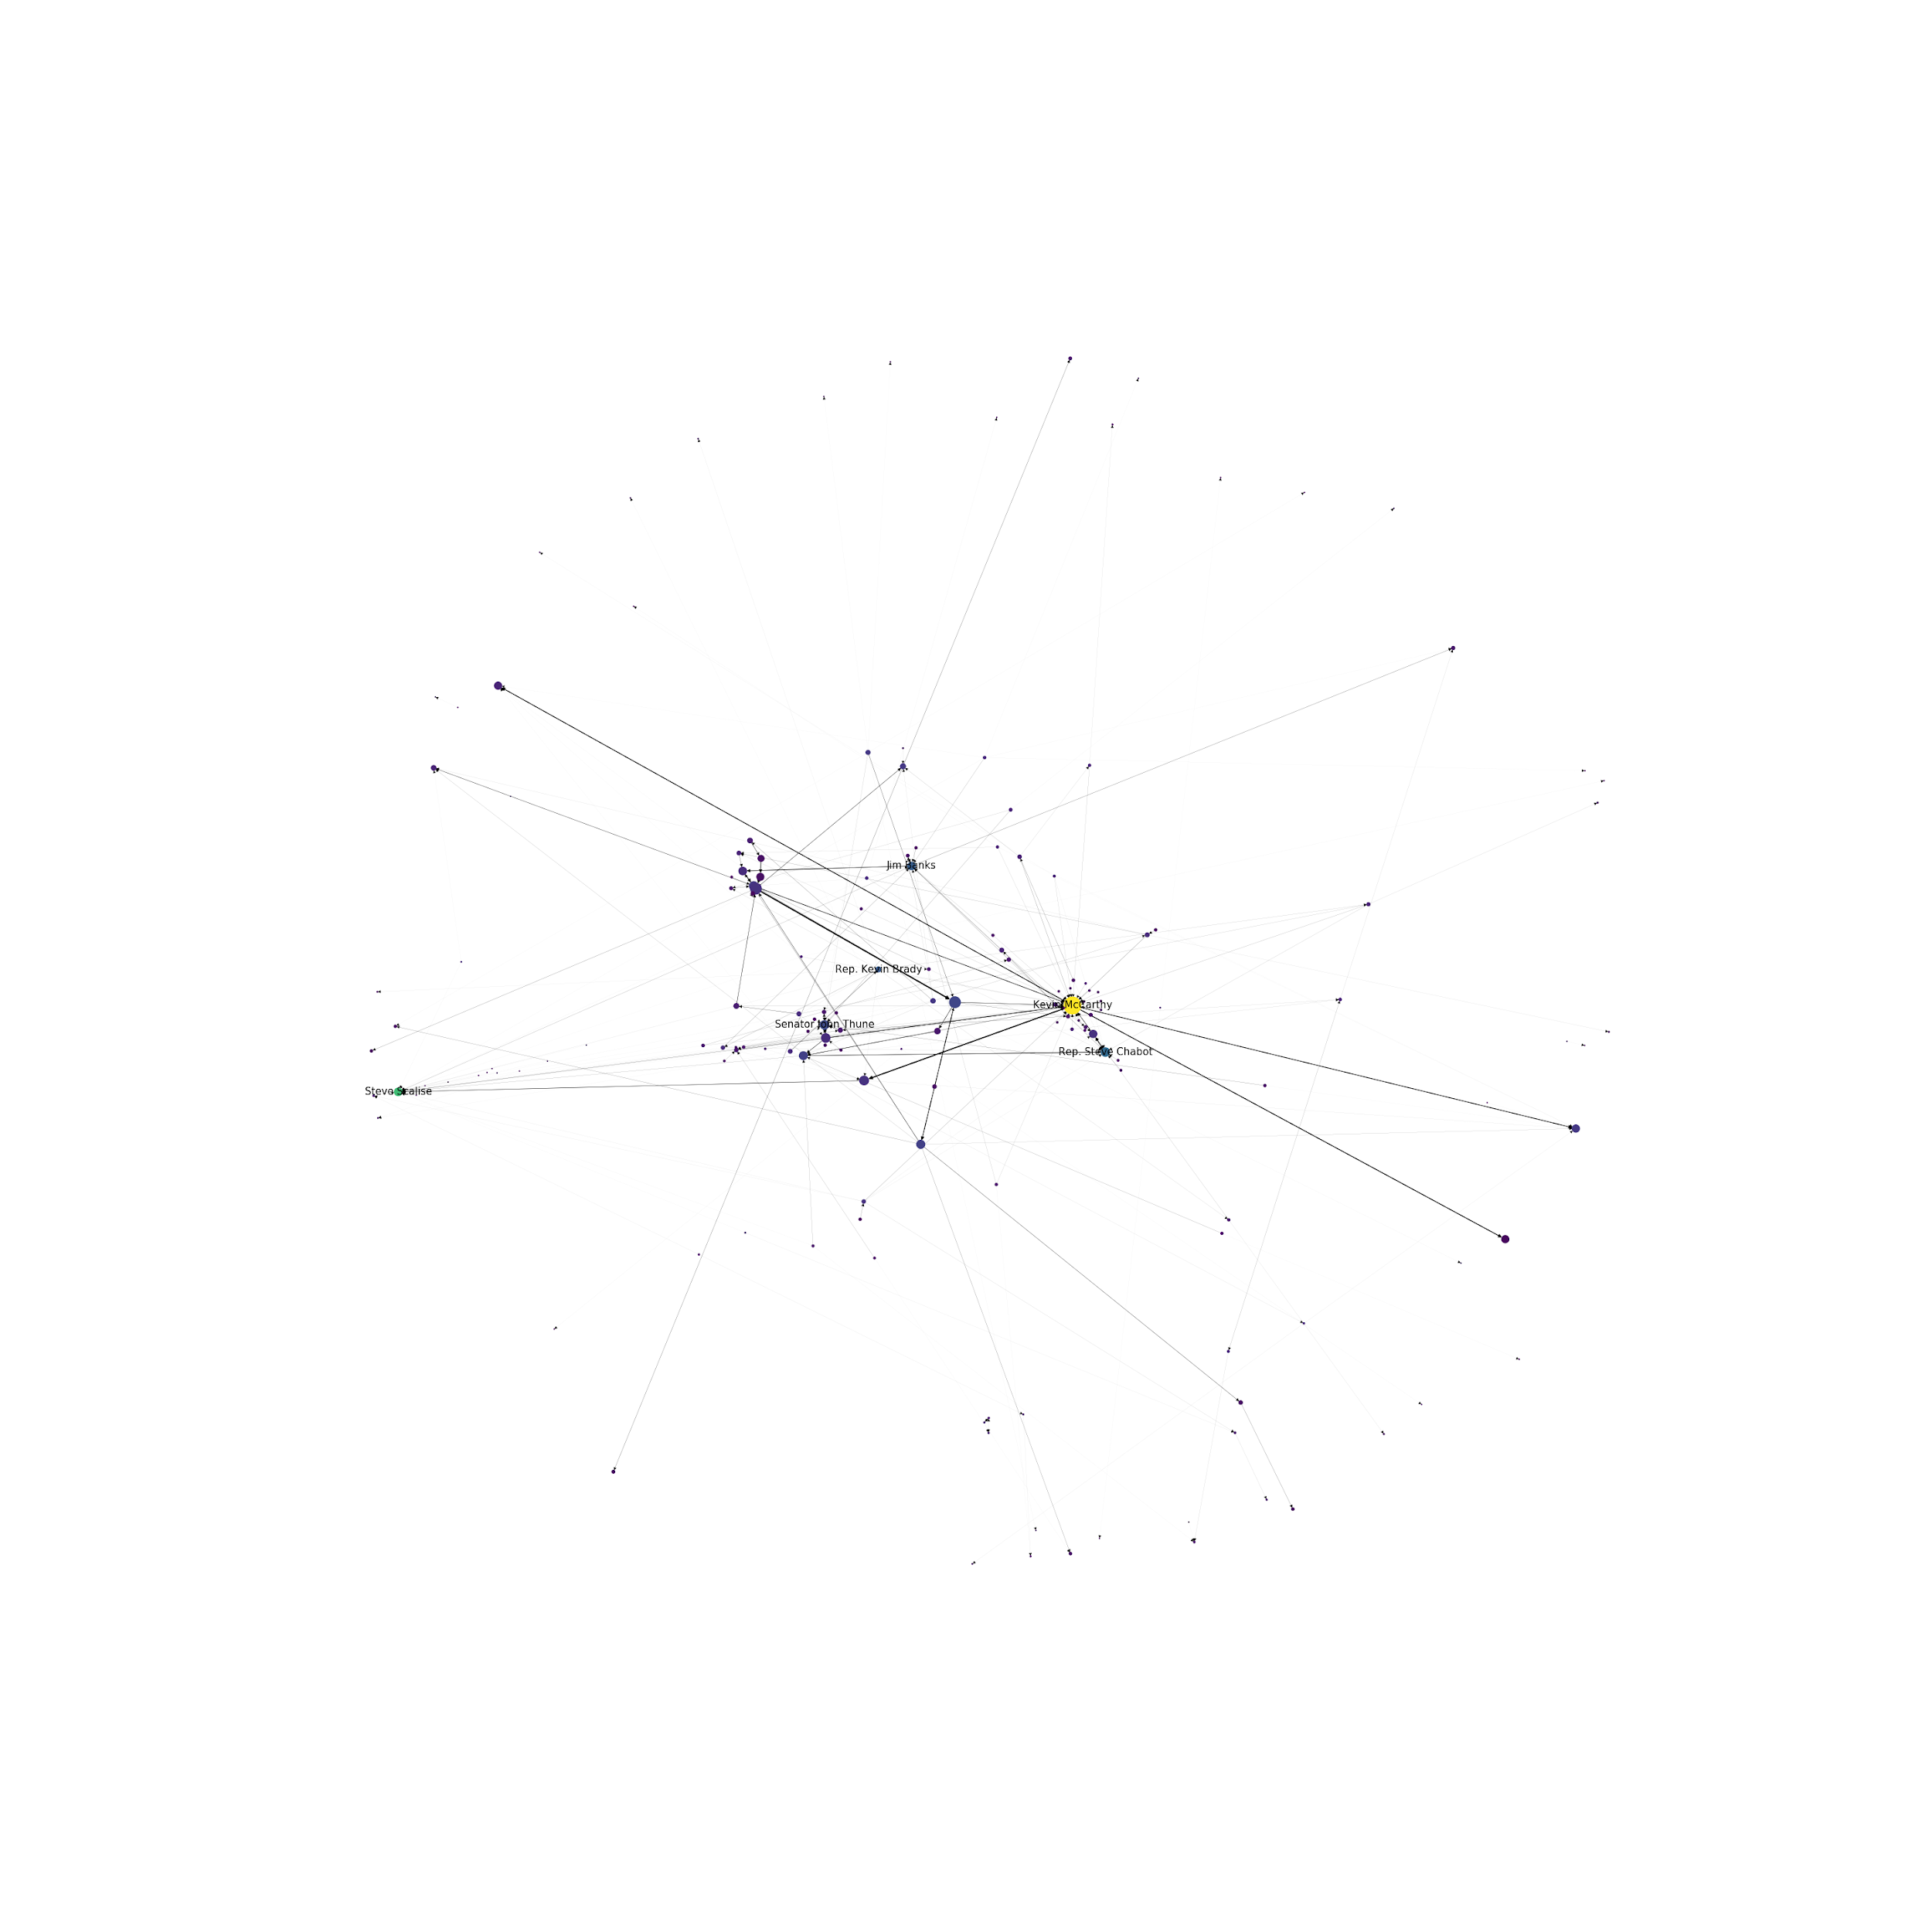 Jim Banks
Rep. Kevin Brady
Kevin McCarthy
Senator John Thune
Rep. Steve Chabot
Steve Scalise